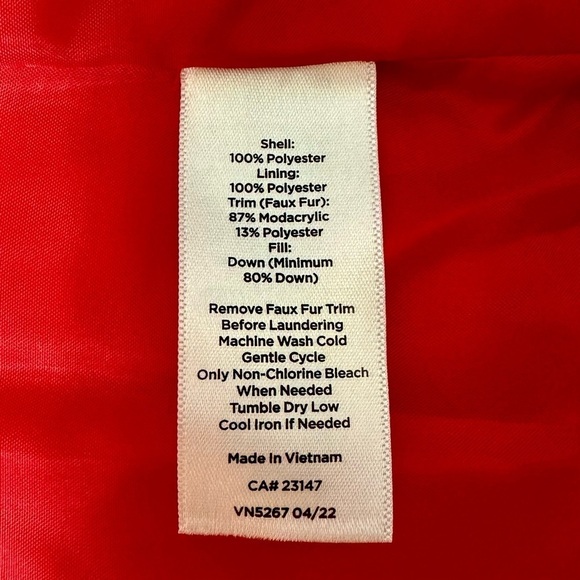 Shell:
100% Polyester
Lining:
100% Polyester
Trim (Faux Fur):
87% Modacrylic
13% Polyester
Fill:
Down (Minimum
80% Down)
Remove Faux Fur Trim
Before Laundering
Machine Wash Cold
Gentle Cycle
Only Non-Chlorine Bleach
When Needed
Tumble Dry Low
Cool Iron If Needed
Made in Vietnam
CA# 23147
VN5267 04/22